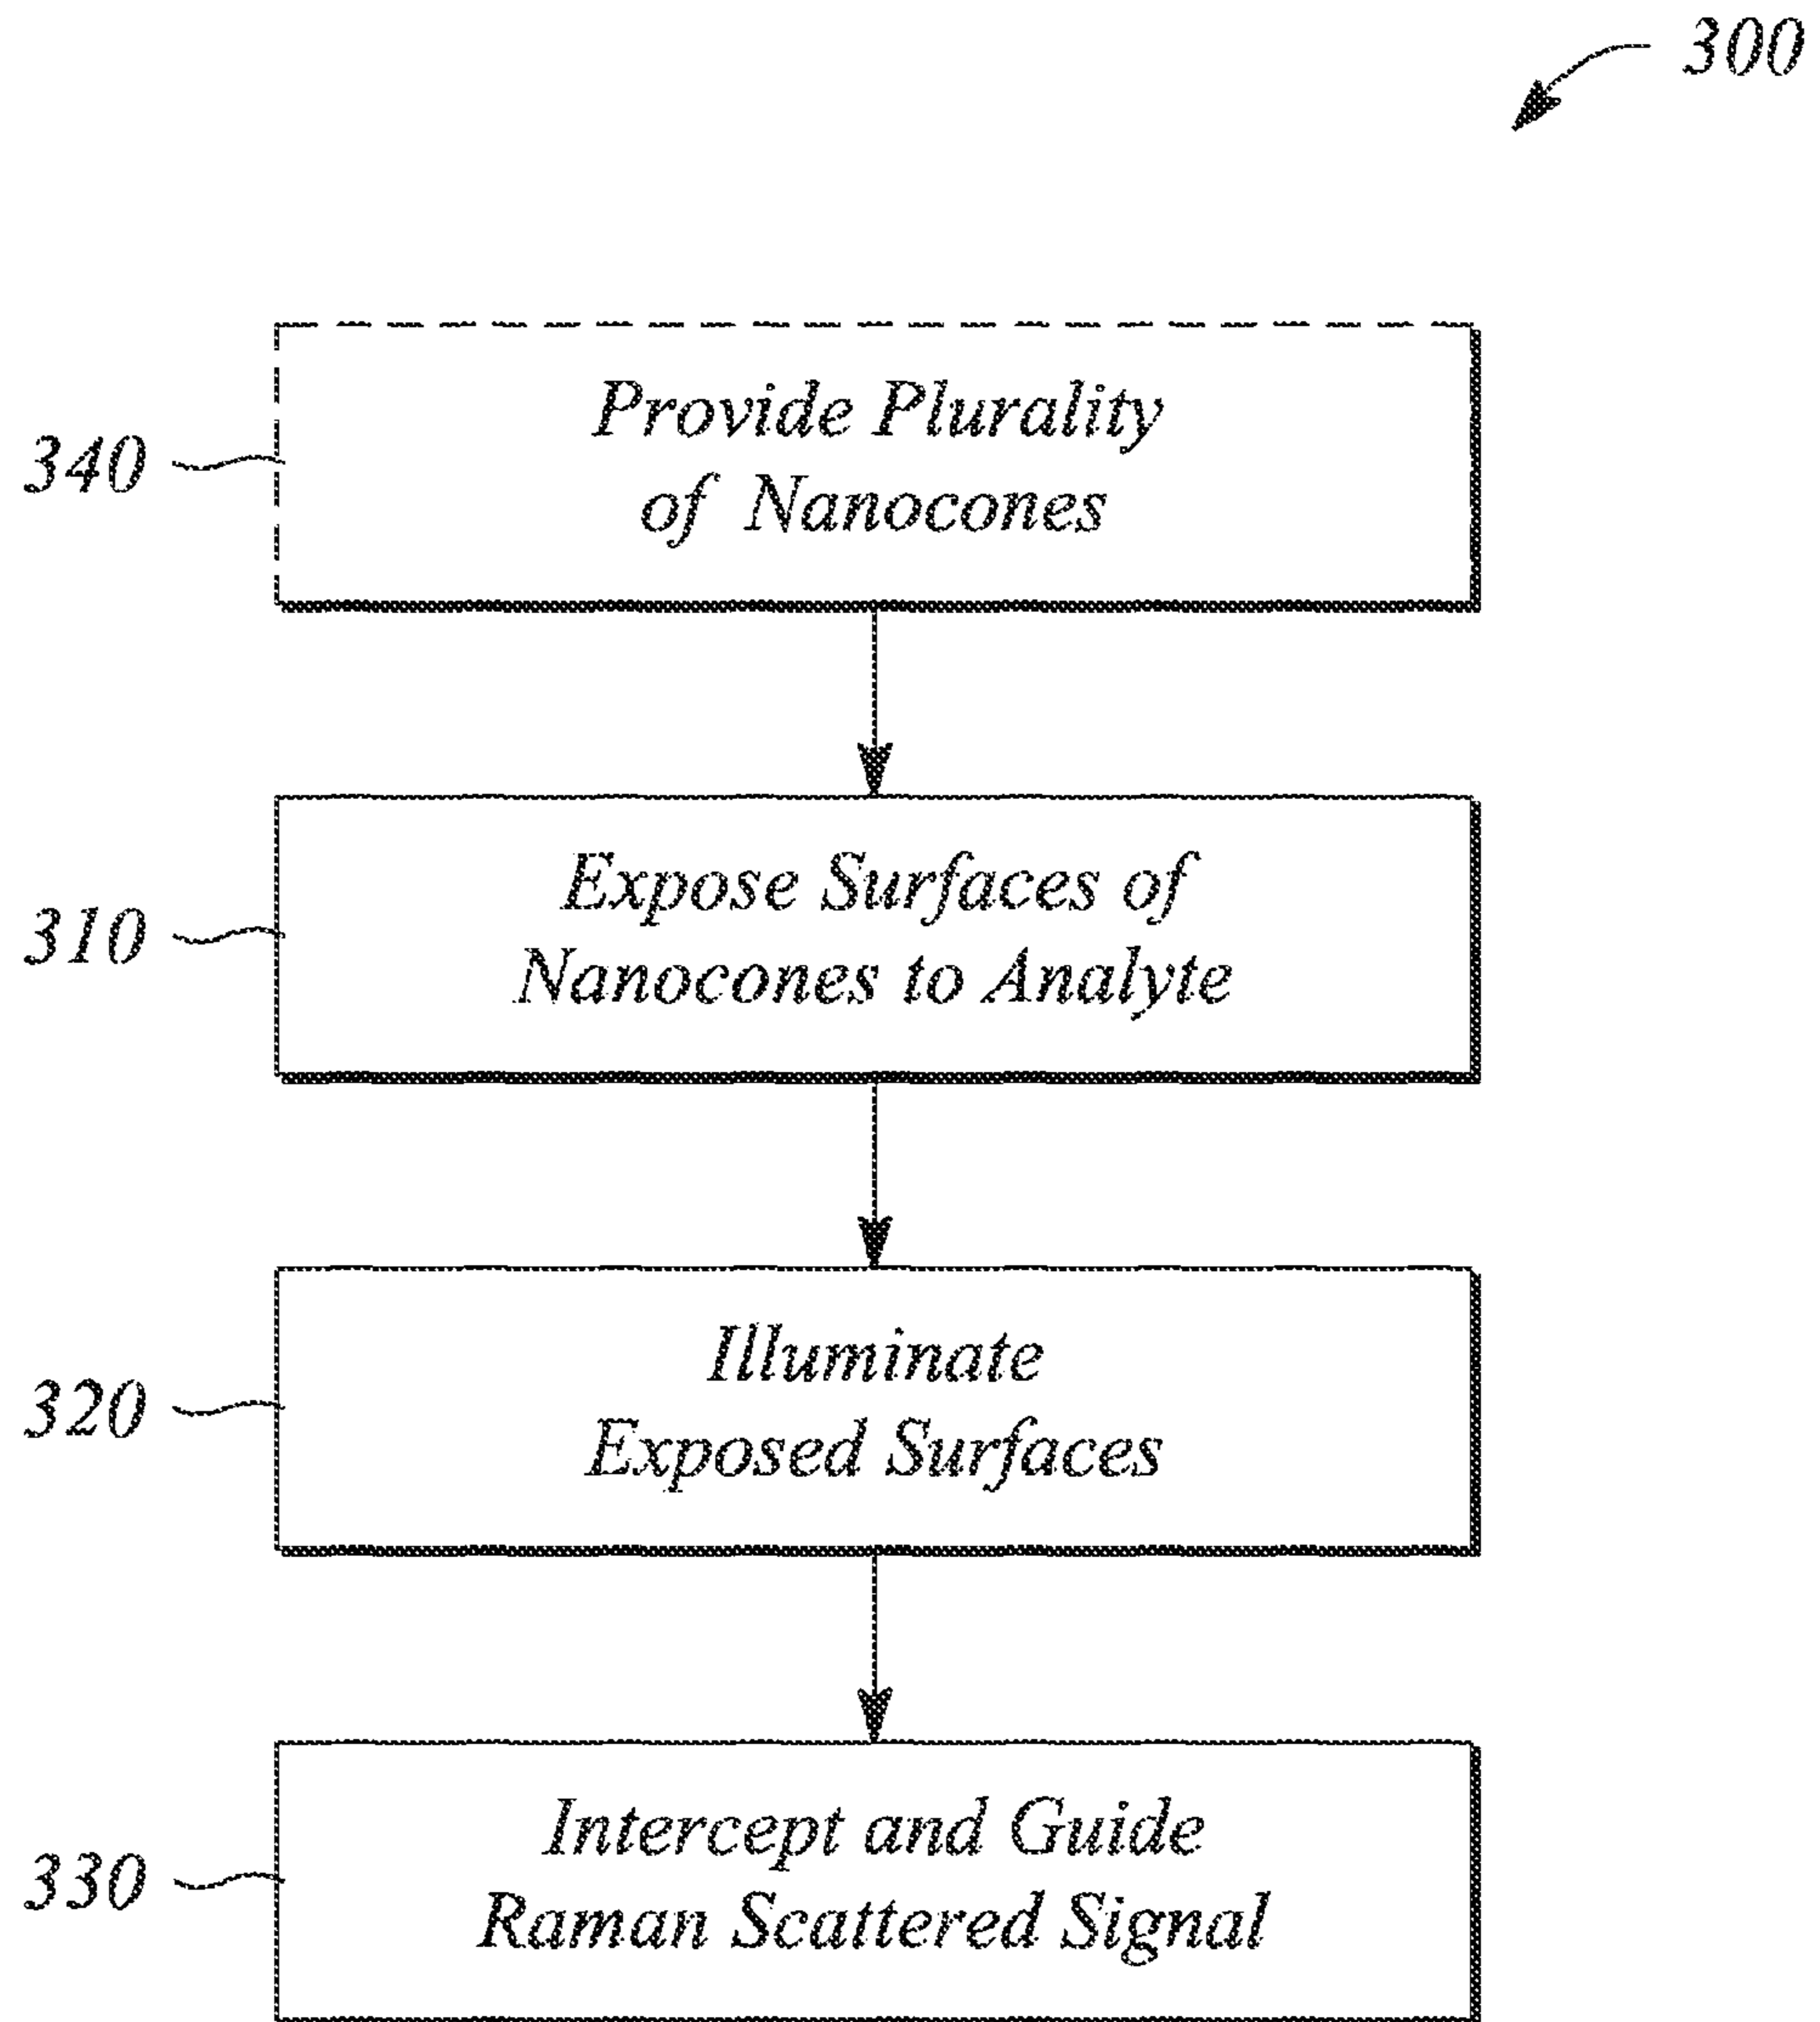 300
340
Provide Plurality
of Nanocones
310
Expose Surfaces of
Nanocones to Analyte
320
Illuminate
Exposed Surfaces
330
Intercept and Guide
Raman Scattered Signal